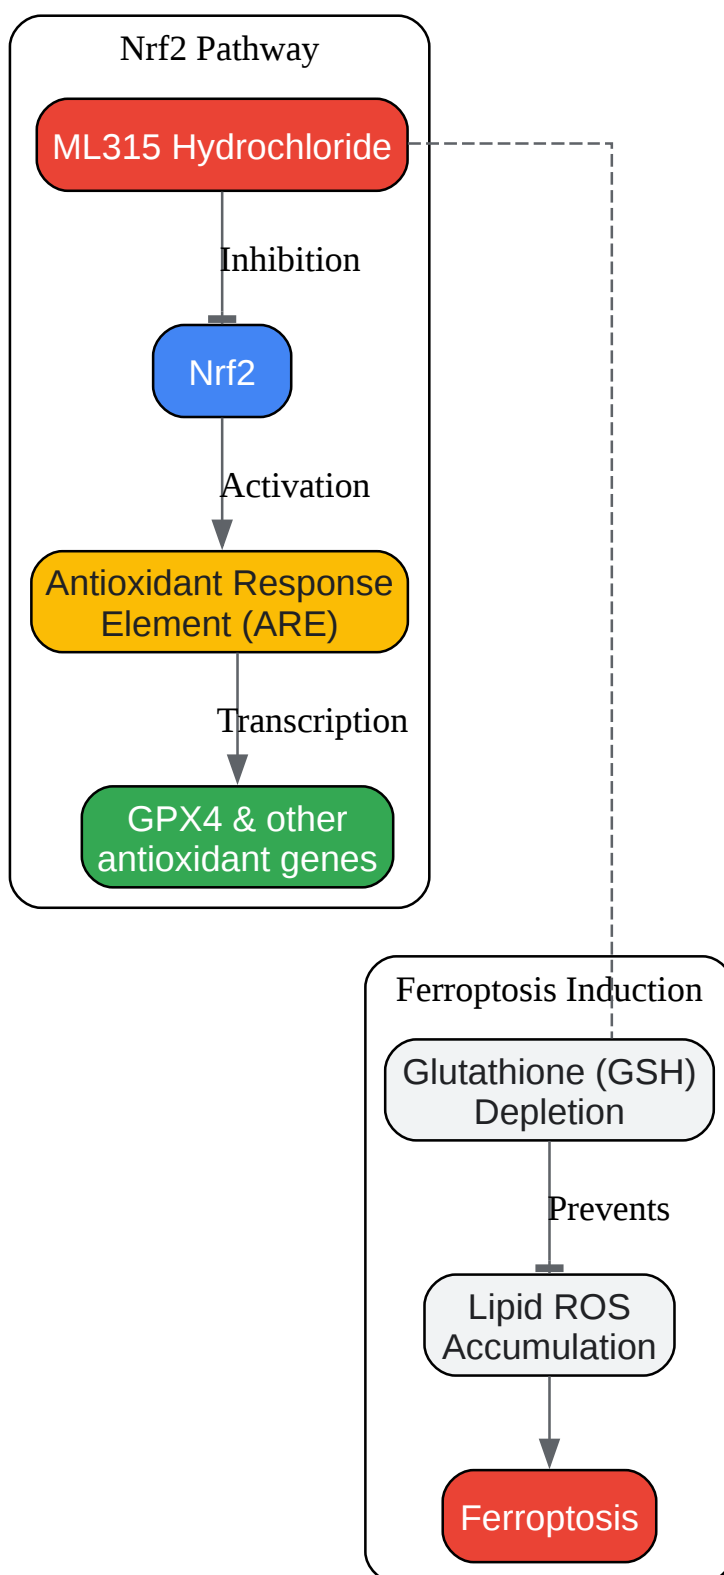 Nrf2 Pathway
ML315 Hydrochloride
Inhibition
Nrf2
Activation
Antioxidant Response
Element (ARE)
Transcription
GPX4 & other
antioxidant genes
Ferroptosis Induction
Glutathione (GSH)
Depletion
Prevents
Lipid ROS
Accumulation
Ferroptosis